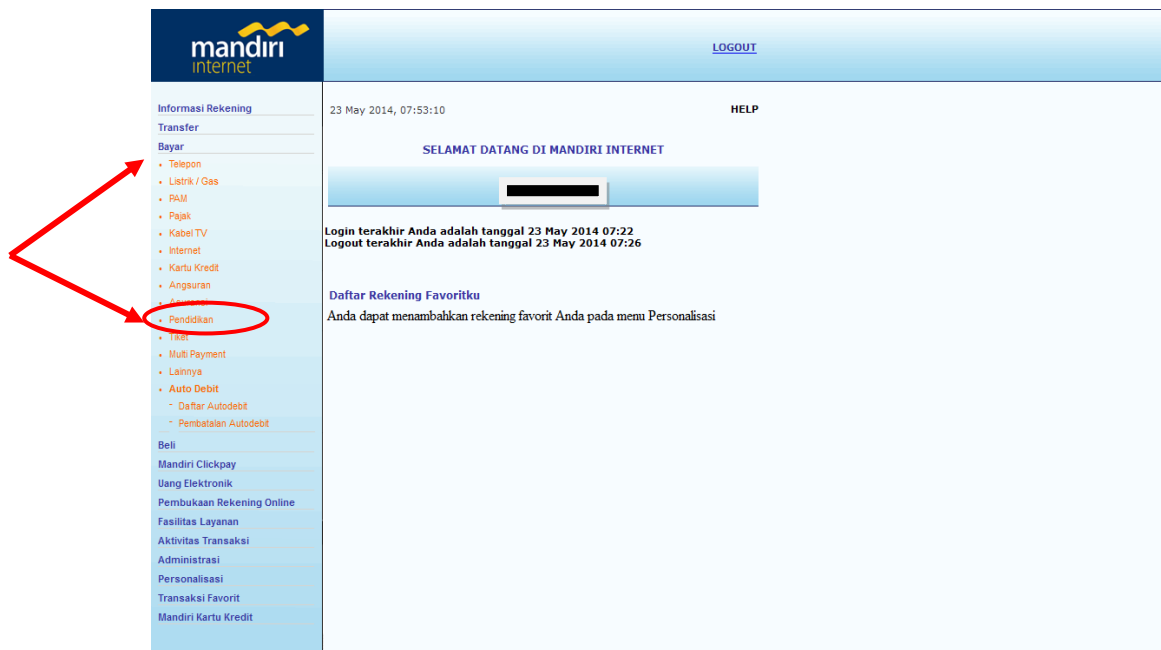 mandiri
internet
LOGOUT
Informasi Rekening
Transfer
Bayar
Telepon
Listrik / Gas
PAM
Pajak
Kabel TV
Internet
Kartu Kredit
Angsuran
Asuransi
Pendidikan
Tiket
Multi Payment
Lainnya
Auto Debit
- Daftar Autodebit
- Pembatalan Autodebit
Beli
Mandiri Clickpay
Uang Elektronik
Pembukaan Rekening Online
Fasilitas Layanan
Aktivitas Transaksi
Administrasi
Personalisasi
Transaksi Favorit
Mandiri Kartu Kredit
23 May 2014, 07:53:10 HELP
SELAMAT DATANG DI MANDIRI INTERNET
Login terakhir Anda adalah tanggal 23 May 2014 07:22
Logout terakhir Anda adalah tanggal 23 May 2014 07:26
Daftar Rekening Favoritku
Anda dapat menambahkan rekening favorit Anda pada menu Personalisasi